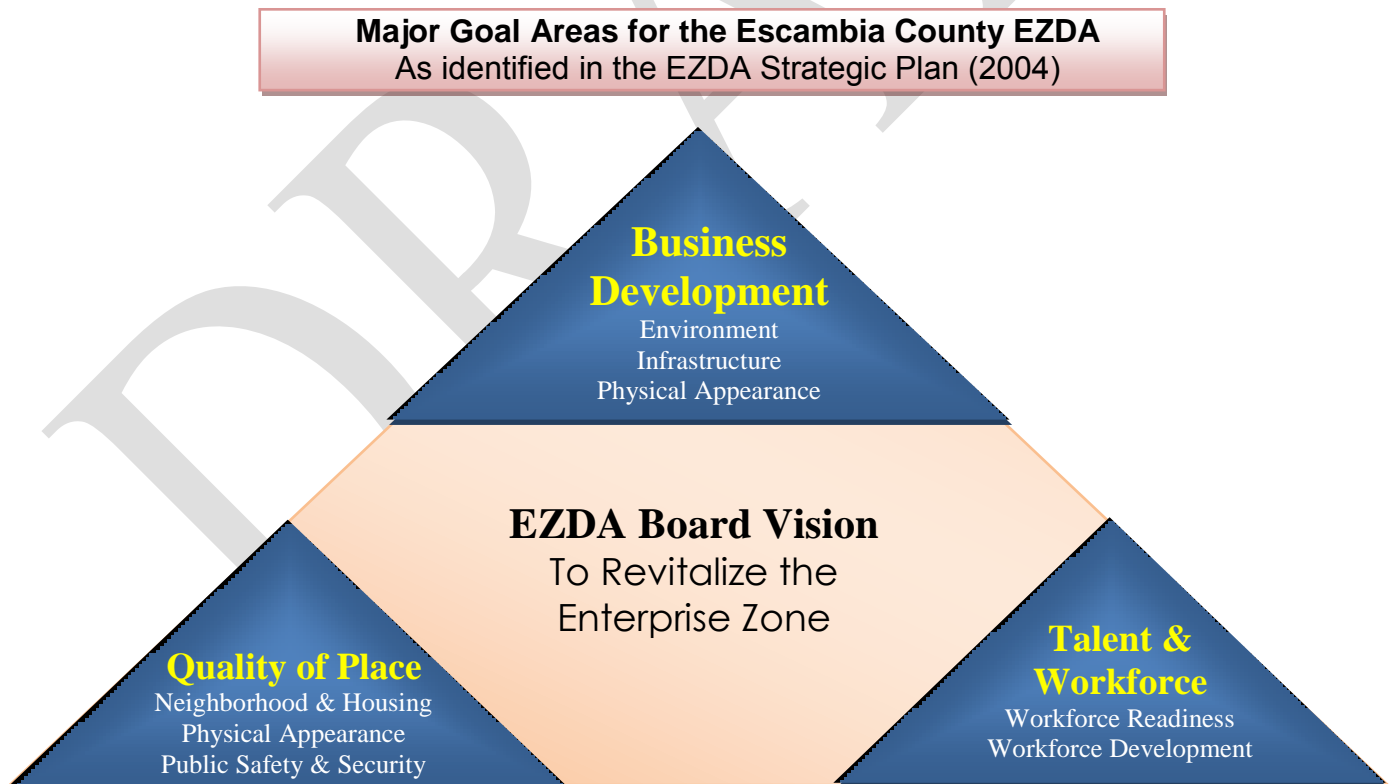 Major Goal Areas for the Escambia County EZDA
As identified in the EZDA Strategic Plan (2004)
Business
Development
Environment
Infrastructure
Physical Appearance
EZDA Board Vision
To Revitalize the
Enterprise Zone
Quality of Place
Neighborhood & Housing
Physical Appearance
Public Safety & Security
Talent &
Workforce
Workforce Readiness
Workforce Development